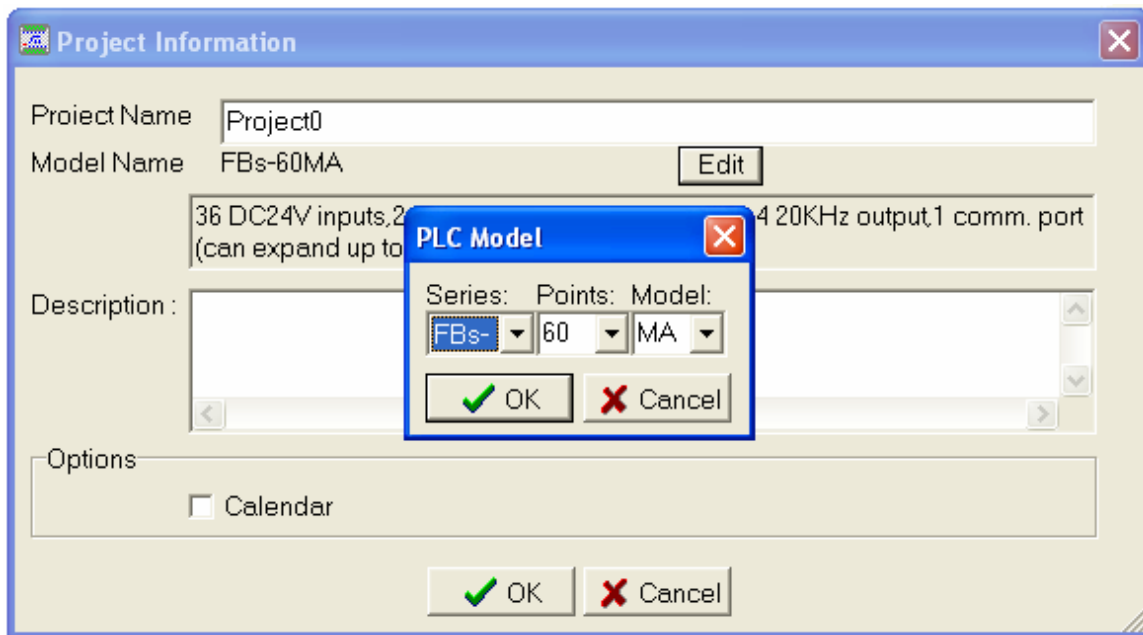 Project Information
Proiect Name
Project0
Model Name FBs-60MA Edit
36 DC24V inputs,2 4 20KHz output,1 comm. port
(can expand up to
PLC Model
Series: Points: Model:
FBs- 60 MA
OK Cancel
Description :
Options
Calendar
OK Cancel